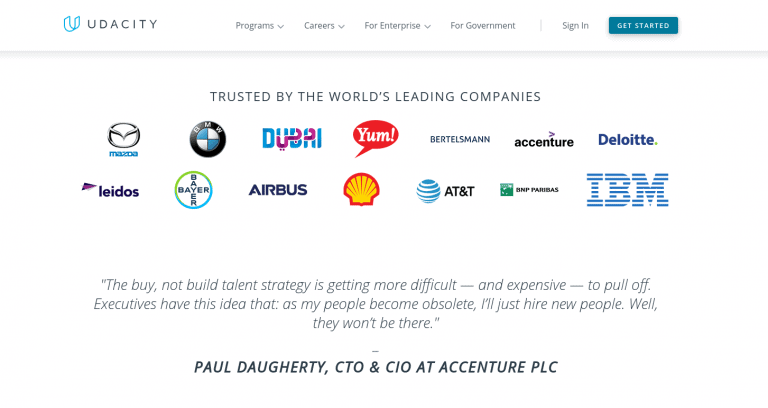 UDACITY Programs Careers For Enterprise For Government Sign In GET STARTED
TRUSTED BY THE WORLD'S LEADING COMPANIES
mazda BMW DUBAI Yum! BERTELSMANN accenture Deloitte.
leidos BAYER BAYER AIRBUS AT&T BNP PARIBAS IBM
"The buy, not build talent strategy is getting more difficult — and expensive — to pull off.
Executives have this idea that: as my people become obsolete, I'll just hire new people. Well,
they won't be there."
—
PAUL DAUGHERTY, CTO & CIO AT ACCENTURE PLC